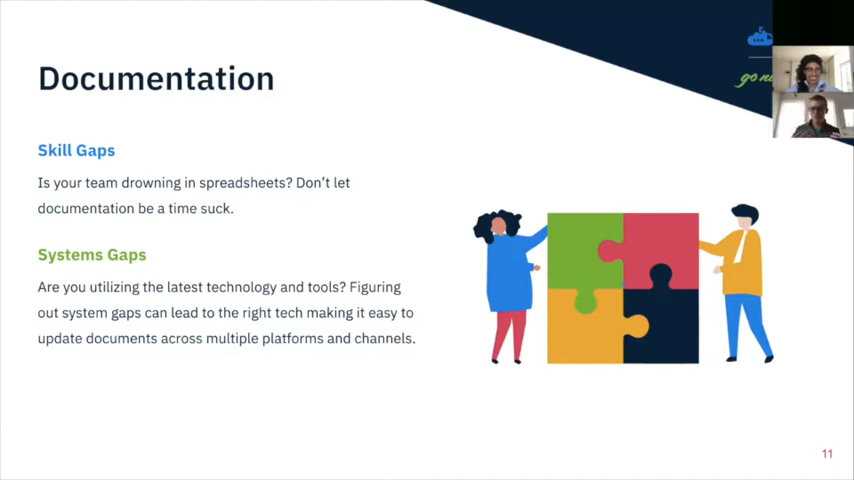 Documentation
Skill Gaps
Is your team drowning in spreadsheets? Don’t let
documentation be a time suck.
Systems Gaps
Are you utilizing the latest technology and tools? Figuring
out system gaps can lead to the right tech making it easy to
update documents across multiple platforms and channels.
11